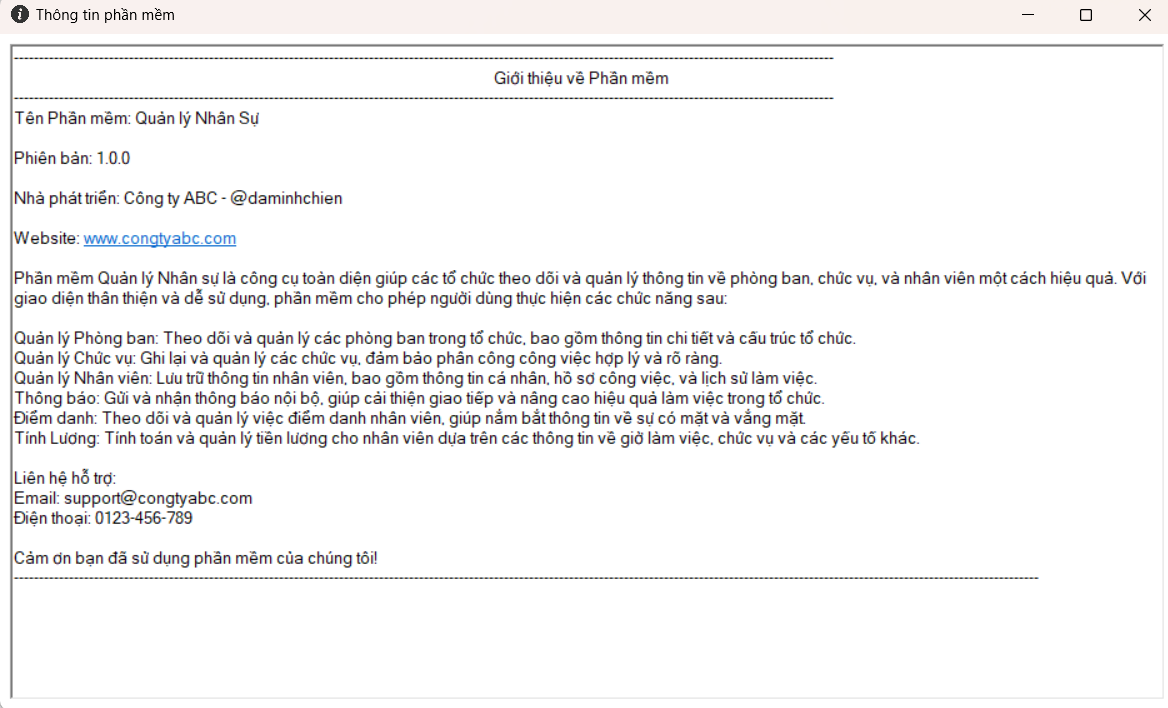 Thông tin phần mềm
Giới thiệu về Phần mềm
Tên Phần mềm: Quản lý Nhân Sự
Phiên bản: 1.0.0
Nhà phát triển: Công ty ABC - @daminhchien
Website: www.congtyabc.com
Phần mềm Quản lý Nhân sự là công cụ toàn diện giúp các tổ chức theo dõi và quản lý thông tin về phòng ban, chức vụ, và nhân viên một cách hiệu quả. Với
giao diện thân thiện và dễ sử dụng, phần mềm cho phép người dùng thực hiện các chức năng sau:
Quản lý Phòng ban: Theo dõi và quản lý các phòng ban trong tổ chức, bao gồm thông tin chi tiết và cấu trúc tổ chức.
Quản lý Chức vụ: Ghi lại và quản lý các chức vụ, đảm bảo phân công công việc hợp lý và rõ ràng.
Quản lý Nhân viên: Lưu trữ thông tin nhân viên, bao gồm thông tin cá nhân, hồ sơ công việc, và lịch sử làm việc.
Thông báo: Gửi và nhận thông báo nội bộ, giúp cải thiện giao tiếp và nâng cao hiệu quả làm việc trong tổ chức.
Điểm danh: Theo dõi và quản lý việc điểm danh nhân viên, giúp nắm bắt thông tin về sự có mặt và vắng mặt.
Tính Lương: Tính toán và quản lý tiền lương cho nhân viên dựa trên các thông tin về giờ làm việc, chức vụ và các yếu tố khác.
Liên hệ hỗ trợ:
Email: support@congtyabc.com
Điện thoại: 0123-456-789
Cảm ơn bạn đã sử dụng phần mềm của chúng tôi!